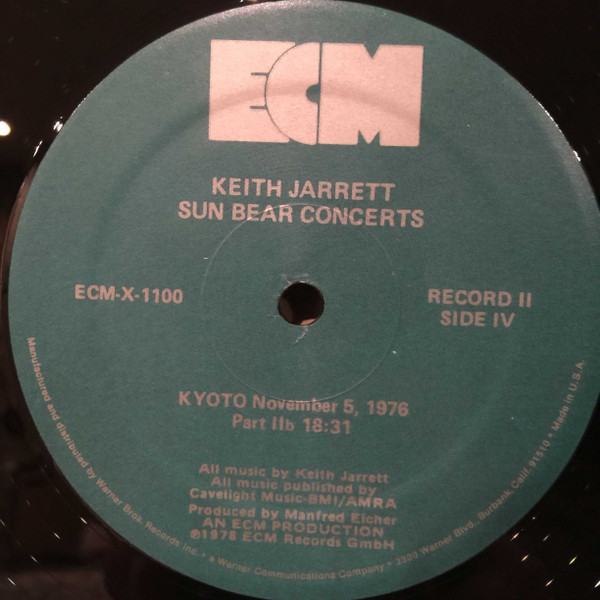 ECM
KEITH JARRETT
SUN BEAR CONCERTS
ECM-X-1100
RECORD II
SIDE IV
KYOTO November 5, 1976
Part IIb 18:31
All music by Keith Jarrett
All music published by
Cavelight Music-BMI/AMRA
Produced by Manfred Eicher
AN ECM PRODUCTION
℗1978 ECM Records GmbH
Manufactured and distributed by Warner Bros. Records Inc. • a Warner Communications Company • 3300 Warner Blvd., Burbank, Calif. 91510 • Made in U.S.A.